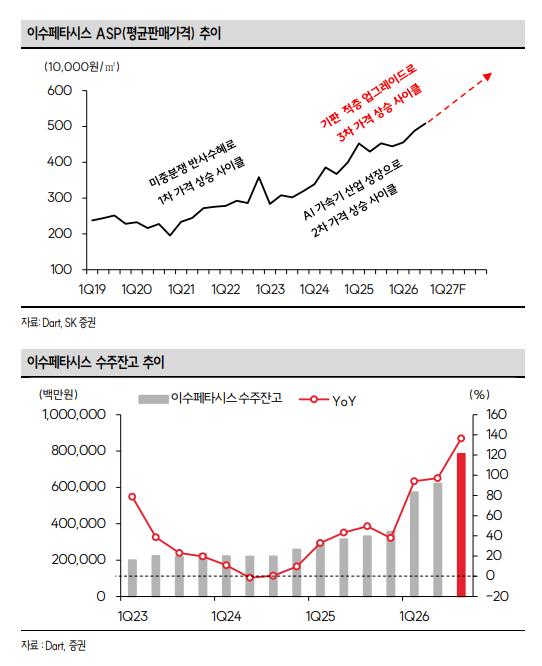 이수페타시스 ASP(평균판매가격) 추이
(10,000원/㎡)
600
500
400
300
200
100
미중분쟁 반사수혜로
1차 가격 상승 사이클
기판 적층 업그레이드로
3차 가격 상승 사이클
AI 가속기 산업 성장으로
2차 가격 상승 사이클
1Q19 1Q20 1Q21 1Q22 1Q23 1Q24 1Q25 1Q26 1Q27F
자료: Dart, SK 증권
이수페타시스 수주잔고 추이
(백만원) (%)
이수페타시스 수주잔고 YoY
1,000,000 160
140
800,000 120
100
600,000 80
60
400,000 40
20
200,000 0
0 -20
1Q23 1Q24 1Q25 1Q26
자료 : Dart, 증권